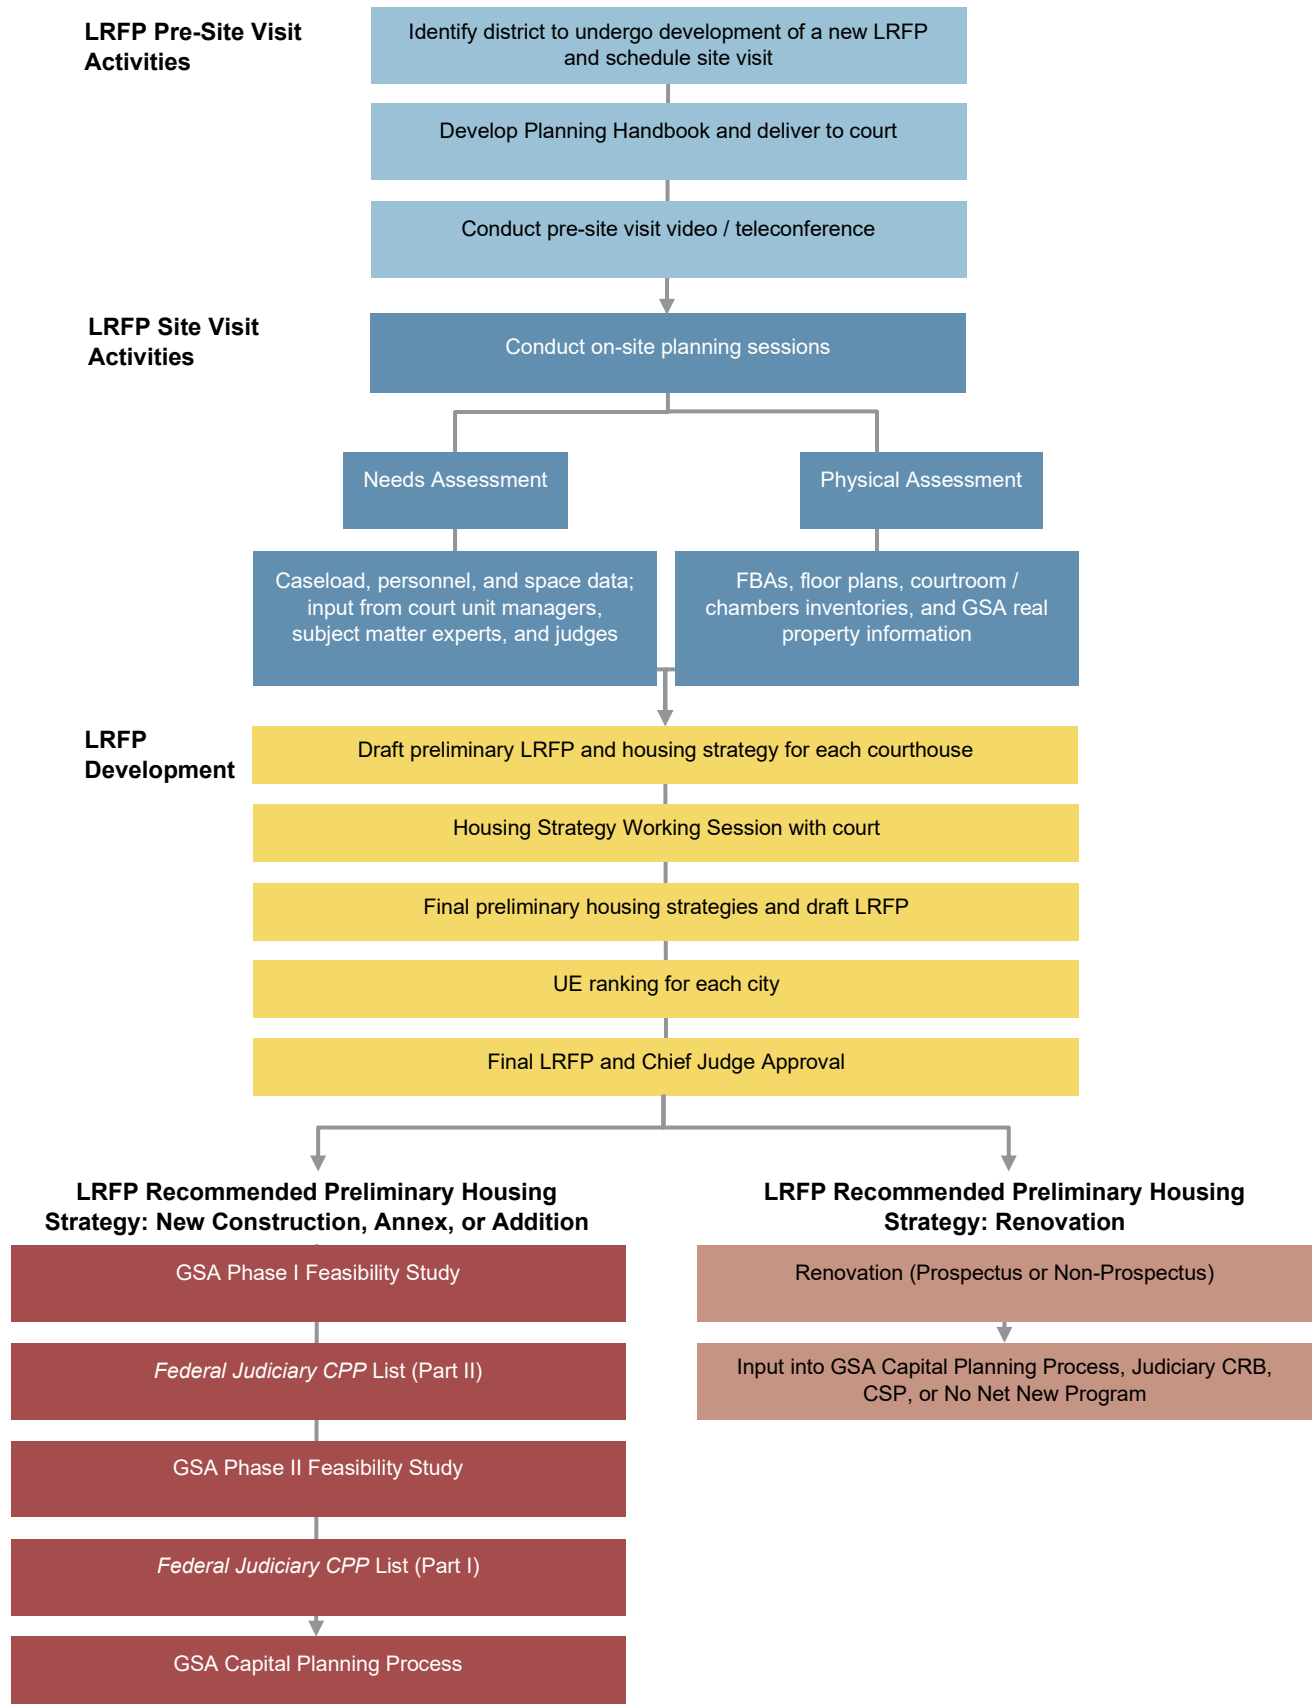 LRFP Pre-Site Visit
Activities
Identify district to undergo development of a new LRFP
and schedule site visit
Develop Planning Handbook and deliver to court
Conduct pre-site visit video / teleconference
LRFP Site Visit
Activities
Conduct on-site planning sessions
Needs Assessment
Physical Assessment
Caseload, personnel, and space data;
input from court unit managers,
subject matter experts, and judges
FBAs, floor plans, courtroom /
chambers inventories, and GSA real
property information
LRFP
Development
Draft preliminary LRFP and housing strategy for each courthouse
Housing Strategy Working Session with court
Final preliminary housing strategies and draft LRFP
UE ranking for each city
Final LRFP and Chief Judge Approval
LRFP Recommended Preliminary Housing
Strategy: New Construction, Annex, or Addition
GSA Phase I Feasibility Study
Federal Judiciary CPP List (Part II)
GSA Phase II Feasibility Study
Federal Judiciary CPP List (Part I)
GSA Capital Planning Process
LRFP Recommended Preliminary Housing
Strategy: Renovation
Renovation (Prospectus or Non-Prospectus)
Input into GSA Capital Planning Process, Judiciary CRB,
CSP, or No Net New Program